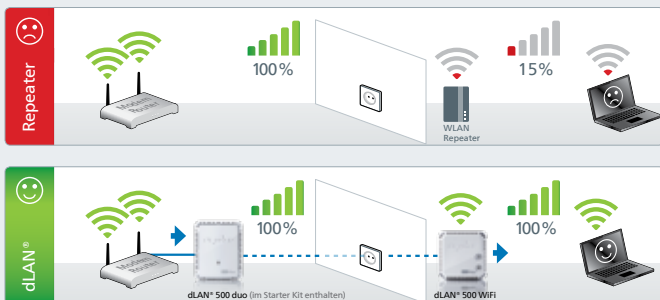 Repeater
Modem
Router
100%
WLAN
Repeater
15%
dLAN®
Modem
Router
100%
dLAN® 500 duo (im Starter Kit enthalten)
dLAN® 500 WiFi
100%